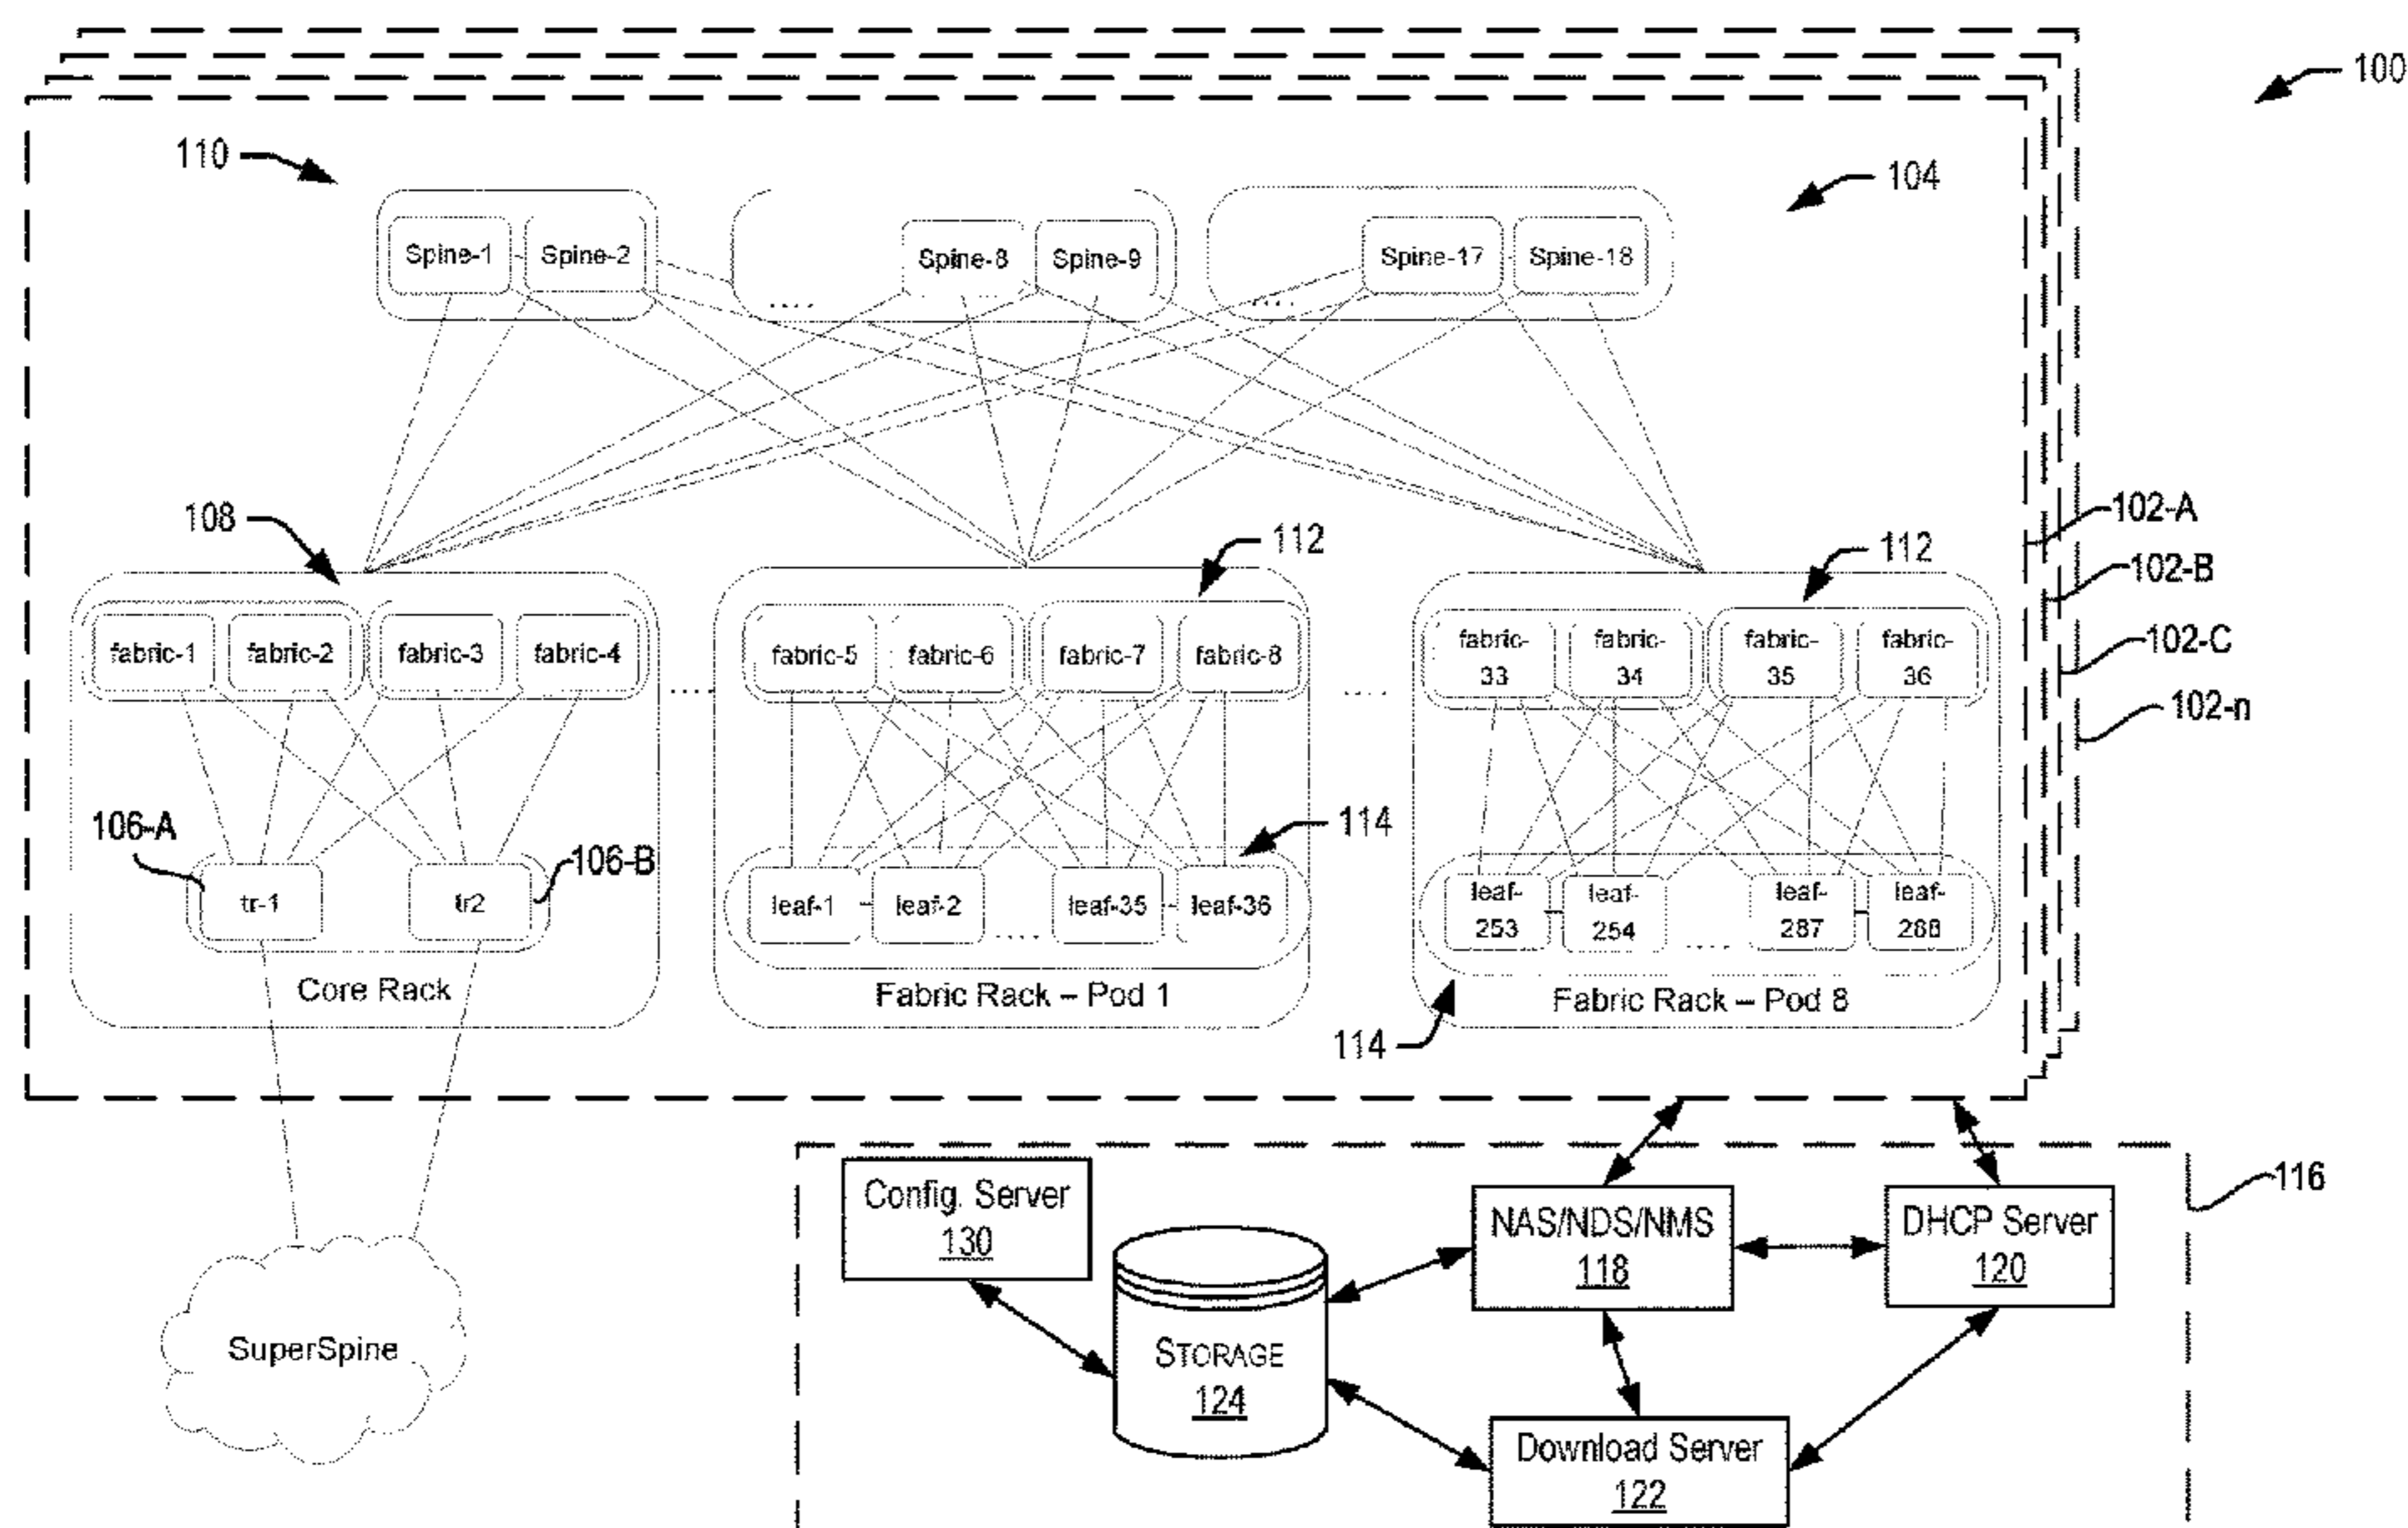 100
110
104
Spine-1
Spine-2
Spine-8
Spine-9
Spine-17
Spine-18
....
....
102-A
102-B
102-C
102-n
108
112
112
fabric-1
fabric-2
fabric-3
fabric-4
....
fabric-5
fabric-6
fabric-7
fabric-8
....
fabric-
33
fabric-
34
fabric-
35
fabric-
36
106-A
106-B
114
tr-1
tr2
leaf-1
leaf-2
....
leaf-35
leaf-36
leaf-
253
leaf-
254
....
leaf-
287
leaf-
288
Core Rack
Fabric Rack – Pod 1
Fabric Rack – Pod 8
114
116
Config. Server
130
NAS/NDS/NMS
118
DHCP Server
120
SuperSpine
STORAGE
124
Download Server
122